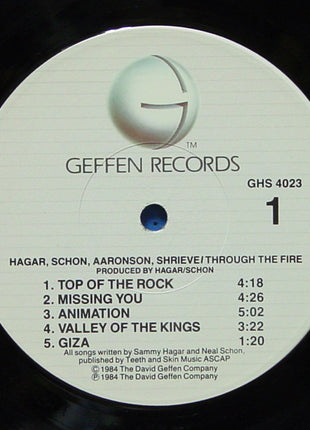 TM
GEFFEN RECORDS
GHS 4023
1
HAGAR, SCHON, AARONSON, SHRIEVE/THROUGH THE FIRE
PRODUCED BY HAGAR/SCHON
1. TOP OF THE ROCK 4:18
2. MISSING YOU 4:26
3. ANIMATION 5:02
4. VALLEY OF THE KINGS 3:22
5. GIZA 1:20
All songs written by Sammy Hagar and Neal Schon,
published by Teeth and Skin Music ASCAP
© 1984 The David Geffen Company
℗ 1984 The David Geffen Company